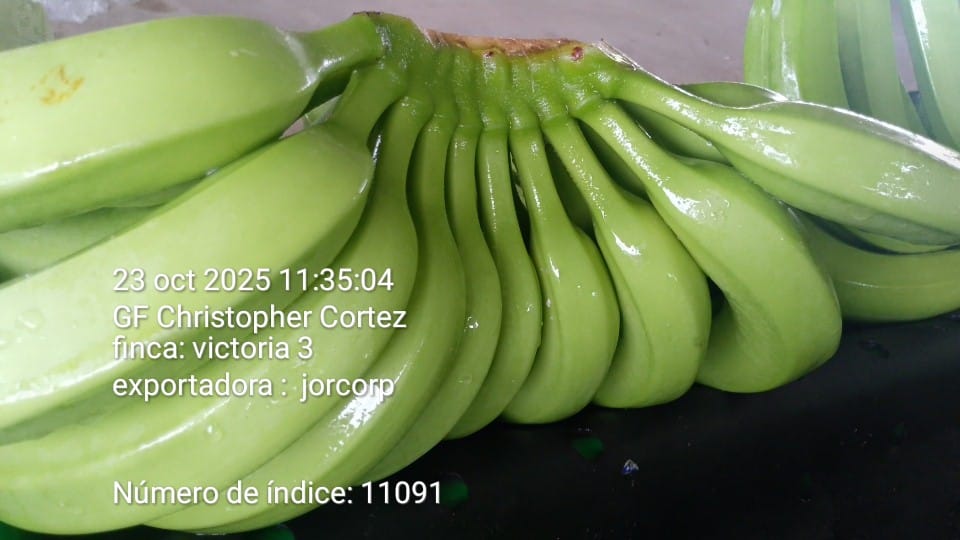 23 oct 2025 11:35:04
GF Christopher Cortez
finca: victoria 3
exportadora :  jorcorp
Número de índice: 11091